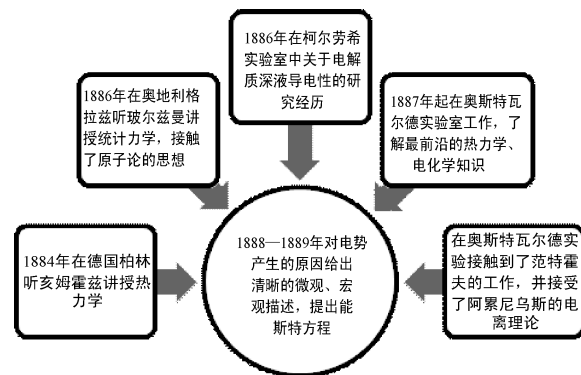 1886年在柯尔劳希
实验室中关于电解
质深液导电性的研
究经历
1886年在奥地利格
拉兹听玻尔兹曼讲
授统计力学，接触
了原子论的思想
1887年起在奥斯特瓦
尔德实验室工作，了
解最前沿的热力学、
电化学知识
1884年在德国柏林
听亥姆霍兹讲授热
力学
1888—1889年对电势
产生的原因给出
清晰的微观、宏
观描述，提出能
斯特方程
在奥斯特瓦尔德实
验接触到了范特霍
夫的工作，并接受
了阿累尼乌斯的电
离理论